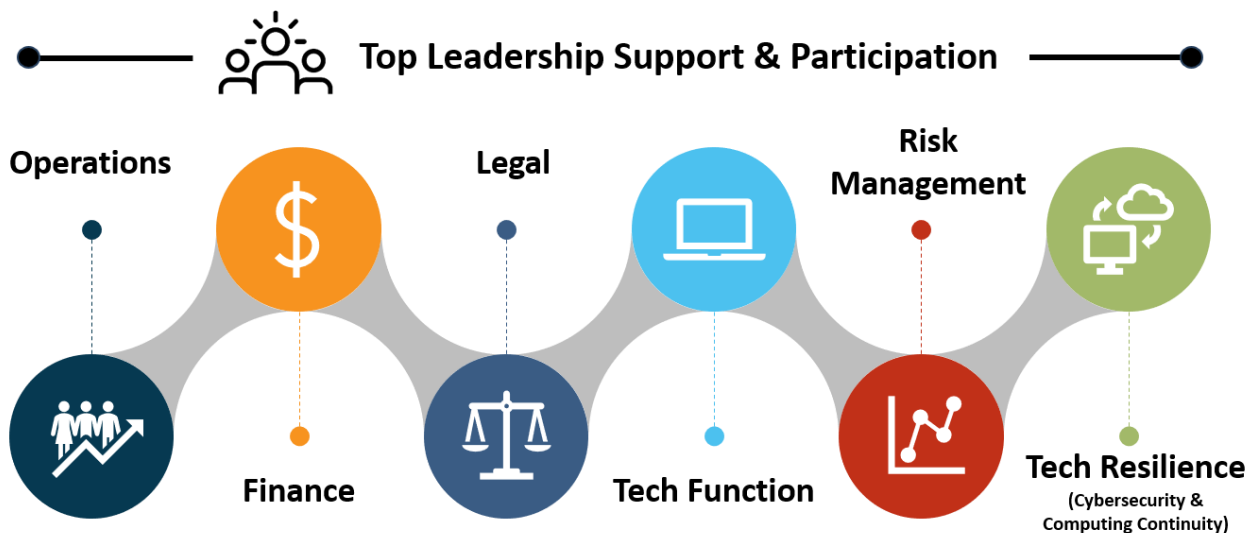 Top Leadership Support & Participation
Operations
Finance
Legal
Tech Function
Risk
Management
Tech Resilience
(Cybersecurity &
Computing Continuity)